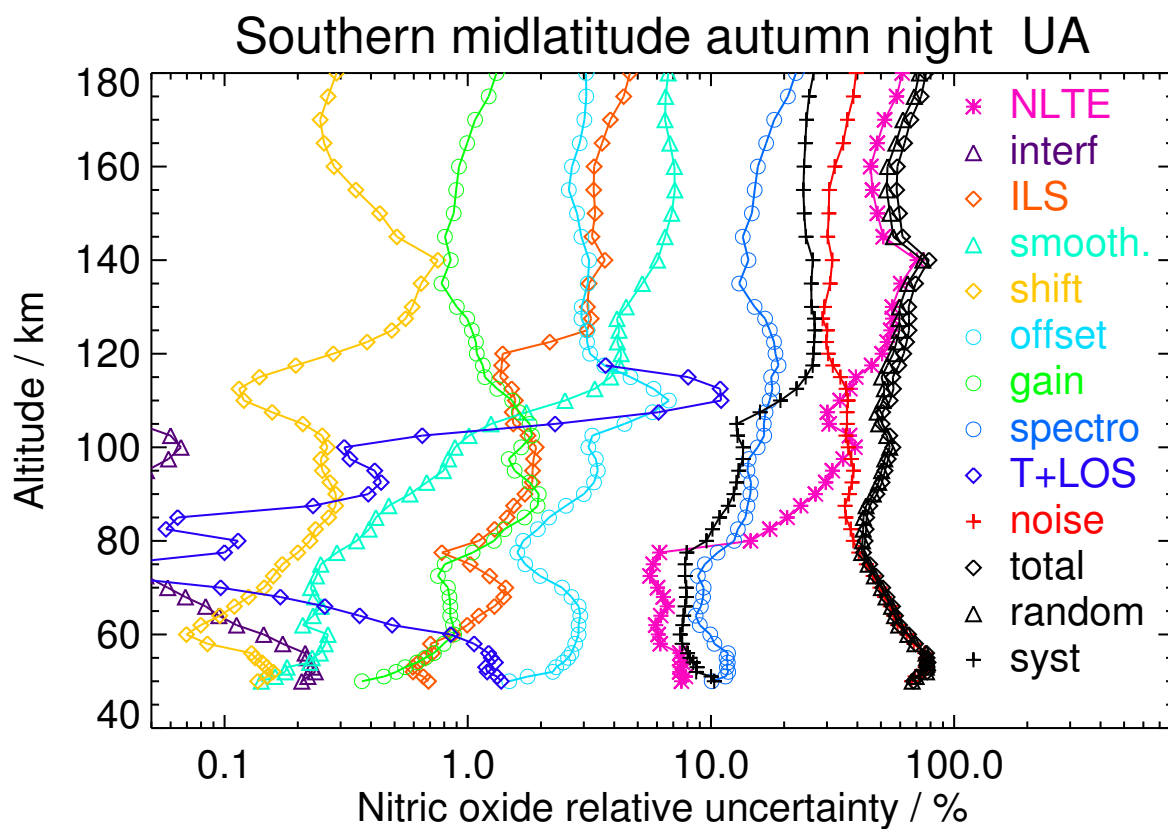 Southern midlatitude autumn night UA
180
160
140
120
100
80
60
40
Altitude / km
0.1
1.0
10.0
100.0
Nitric oxide relative uncertainty / %
NLTE
interf
ILS
smooth.
shift
offset
gain
spectro
T+LOS
noise
total
random
syst